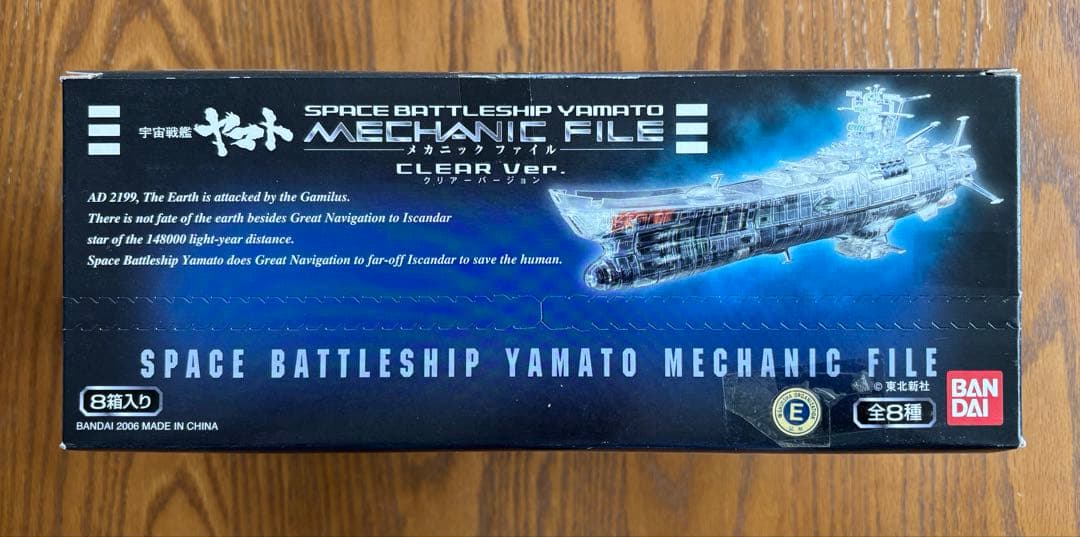 宇宙戦艦 ヤマト
SPACE BATTLESHIP YAMATO
MECHANIC FILE
メカニック ファイル
CLEAR Ver.
クリアーバージョン
AD 2199, The Earth is attacked by the Gamilus.
There is not fate of the earth besides Great Navigation to Iscandar
star of the 148000 light-year distance.
Space Battleship Yamato does Great Navigation to far-off Iscandar to save the human.
SPACE BATTLESHIP YAMATO MECHANIC FILE
8箱入り
BANDAI 2006 MADE IN CHINA
E
©東北新社
全8種
BAN
DAI